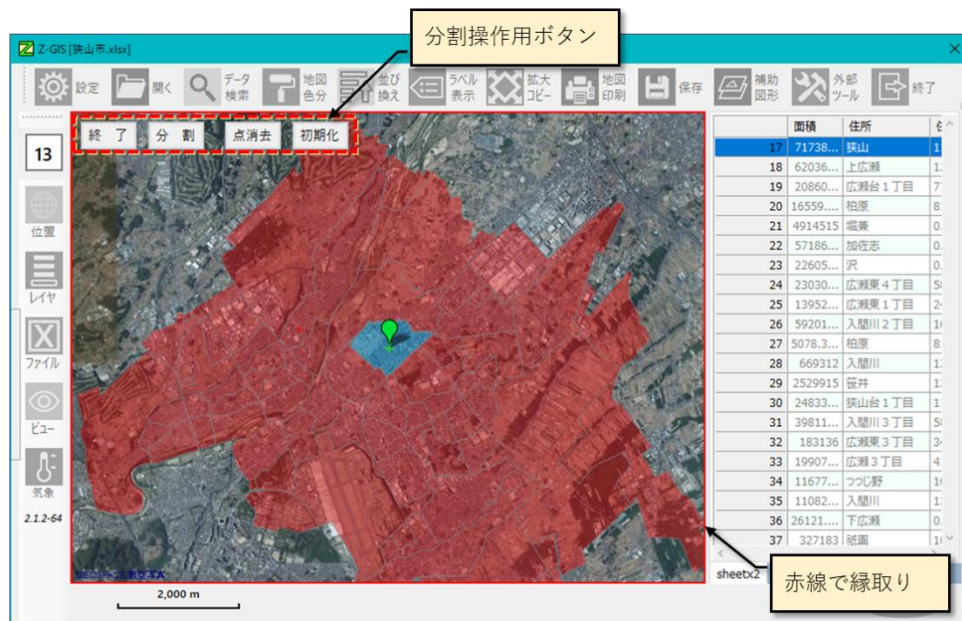 分割操作用ボタン
Z-GIS [狭山市.xlsx]
設定 開く データ検索 地図色分 並び換え ラベル表示 拡大コピー 地図印刷 保存 補助図形 外部ツール 終了
終 了 分 割 点消去 初期化
13
位置
レイヤ
ファイル
ビュー
気象
2.1.2-64
面積 住所
17 71738... 狭山
18 62036... 上広瀬
19 20860... 広瀬台1丁目
20 16559.... 柏原
21 4914515 堀兼
22 57186... 加佐志
23 22605... 沢
24 23030... 広瀬東4丁目
25 13952... 広瀬東1丁目
26 59201... 入間川2丁目
27 5078.3... 柏原
28 669312 入間川
29 2529915 笹井
30 24833... 狭山台1丁目
31 39811... 入間川3丁目
32 183136 広瀬東3丁目
33 19907... 広瀬3丁目
34 11677... つつじ野
35 11082... 入間川
36 26121.... 下広瀬
37 327183 祇園
sheetx2
赤線で縁取り
2,000 m